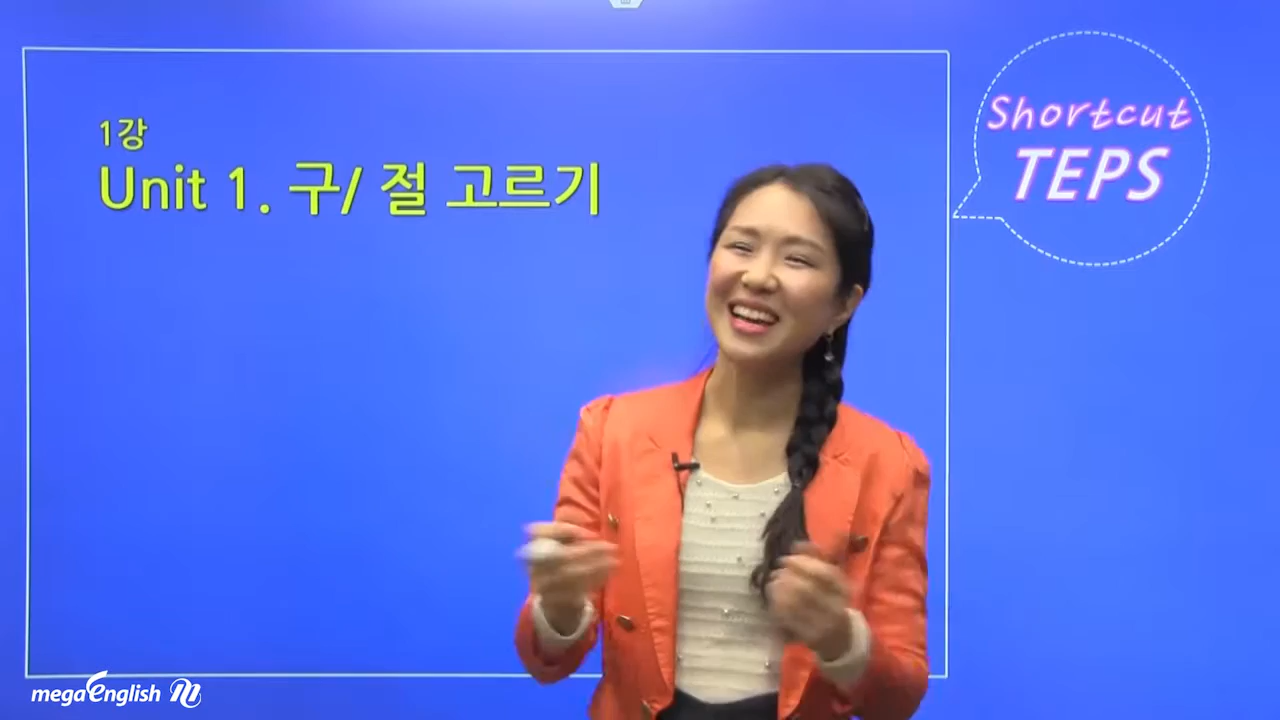 1강
Unit 1. 구/ 절 고르기
Shortcut
TEPS
megaEnglish m